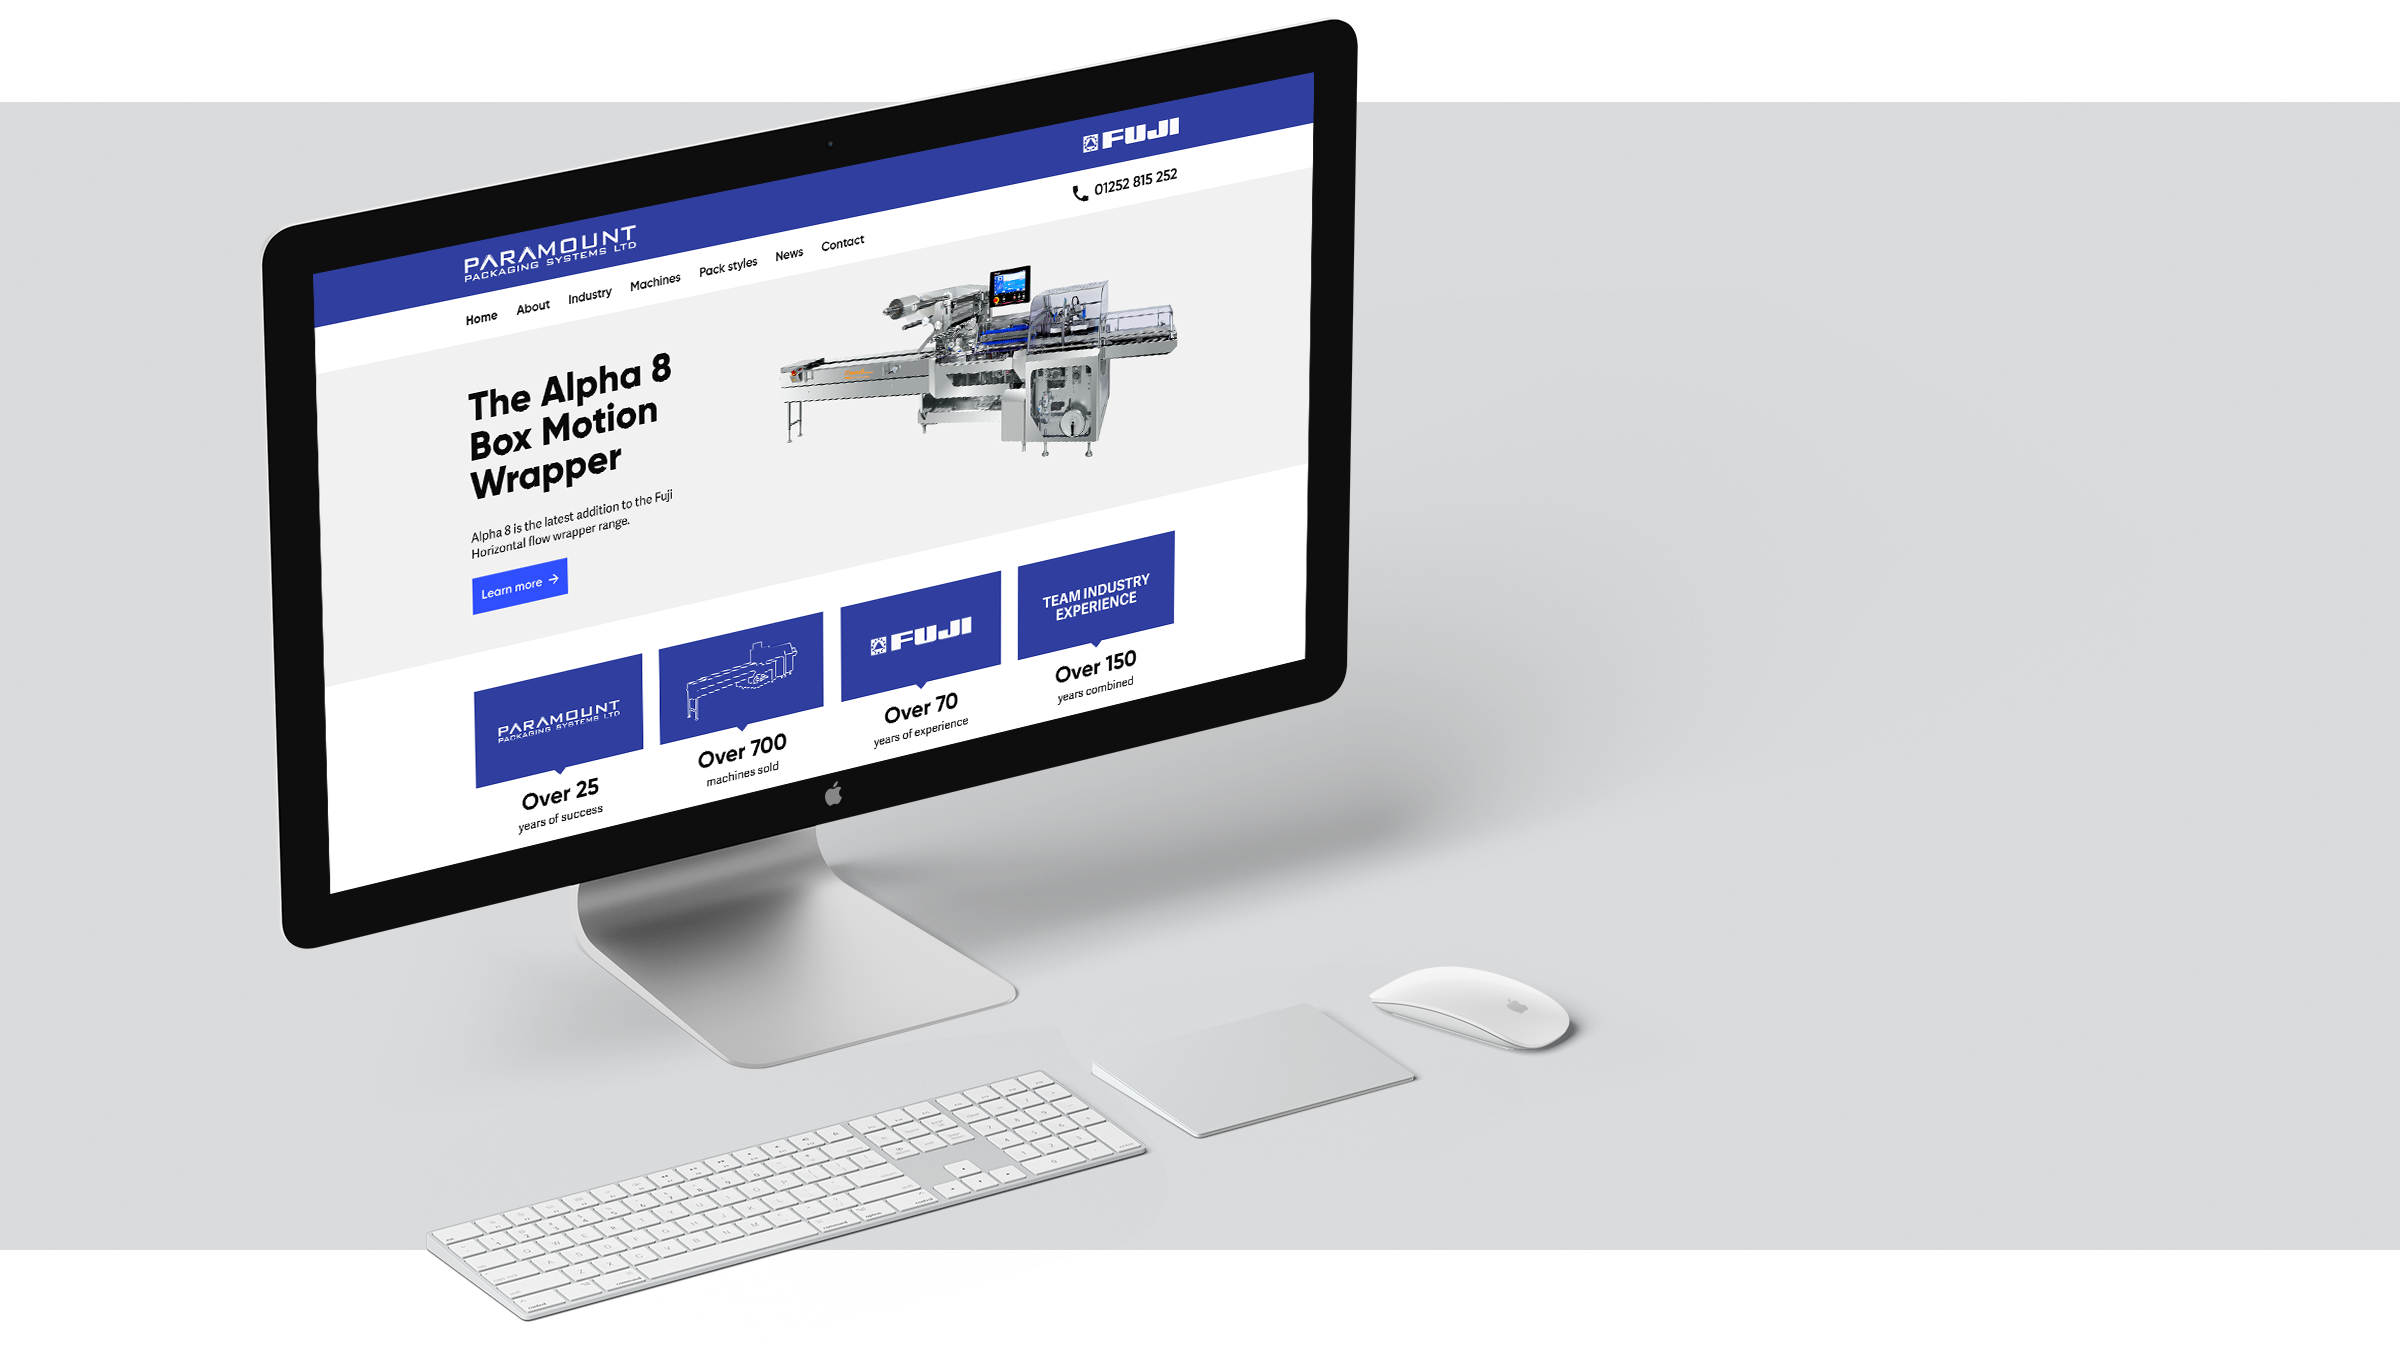 FUJI
PARAMOUNT
PACKAGING SYSTEMS LTD
01252 815 252
Home About Industry Machines Pack styles News Contact
The Alpha 8
Box Motion
Wrapper
Alpha 8 is the latest addition to the Fuji
Horizontal flow wrapper range.
Learn more →
PARAMOUNT
PACKAGING SYSTEMS LTD
Over 25
years of success
Over 700
machines sold
FUJI
Over 70
years of experience
TEAM INDUSTRY
EXPERIENCE
Over 150
years combined